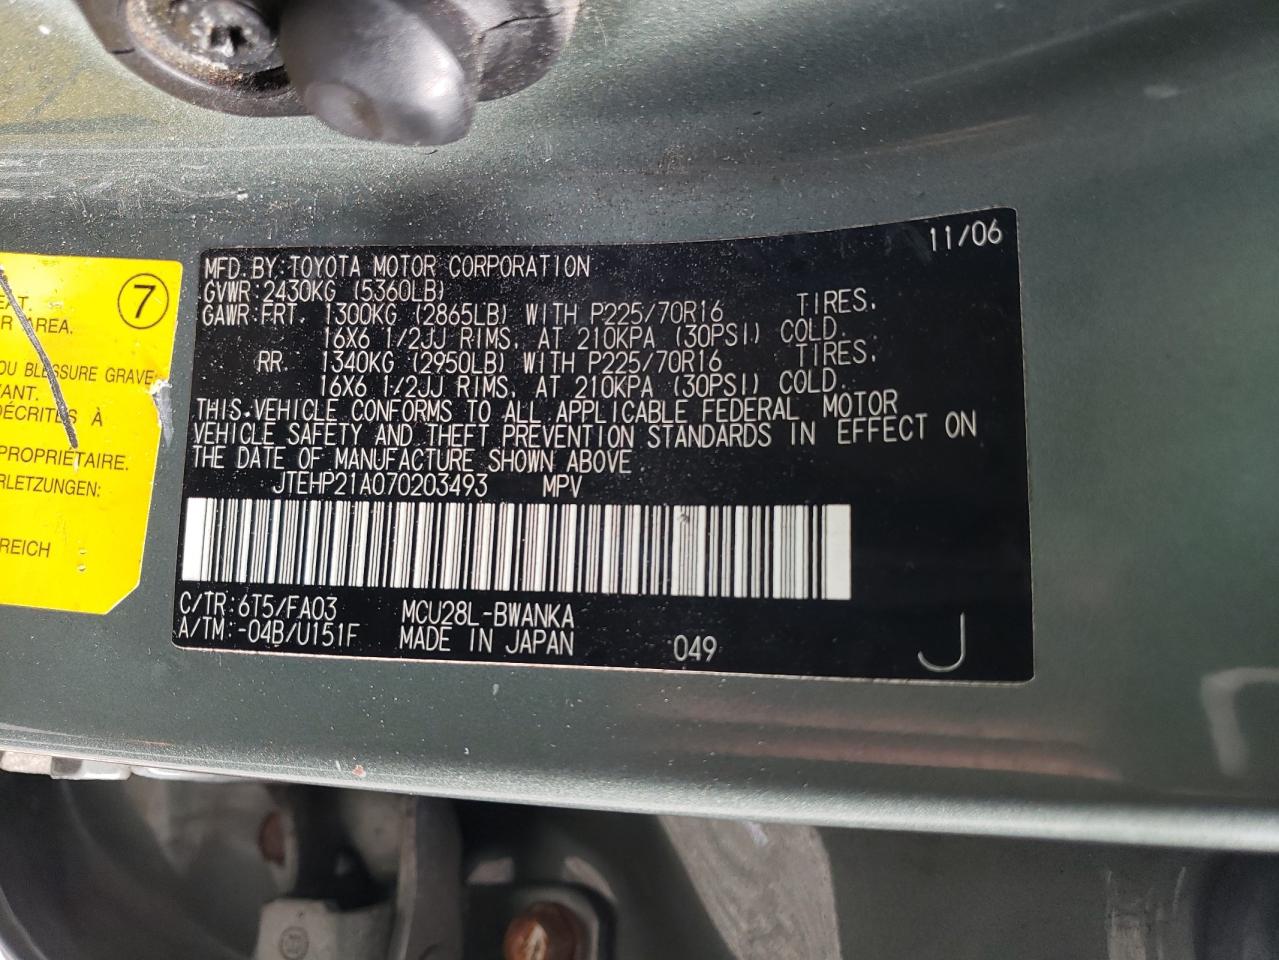 11/06
MFD.BY:TOYOTA MOTOR CORPORATION
GVWR:2430KG (5360LB)
GAWR:FRT. 1300KG (2865LB) WITH P225/70R16 TIRES,
16X6 1/2JJ RIMS, AT 210KPA (30PSI) COLD.
RR. 1340KG (2950LB) WITH P225/70R16 TIRES,
16X6 1/2JJ RIMS, AT 210KPA (30PSI) COLD.
THIS VEHICLE CONFORMS TO ALL APPLICABLE FEDERAL MOTOR
VEHICLE SAFETY AND THEFT PREVENTION STANDARDS IN EFFECT ON
THE DATE OF MANUFACTURE SHOWN ABOVE
JTEHP21A070203493 MPV
C/TR:6T5/FA03 MCU28L-BWANKA
A/TM:-04B/U151F MADE IN JAPAN 049 J
7
AREA.
BLESSURE GRAVE
DÉCRITES À
PROPRIÉTAIRE.